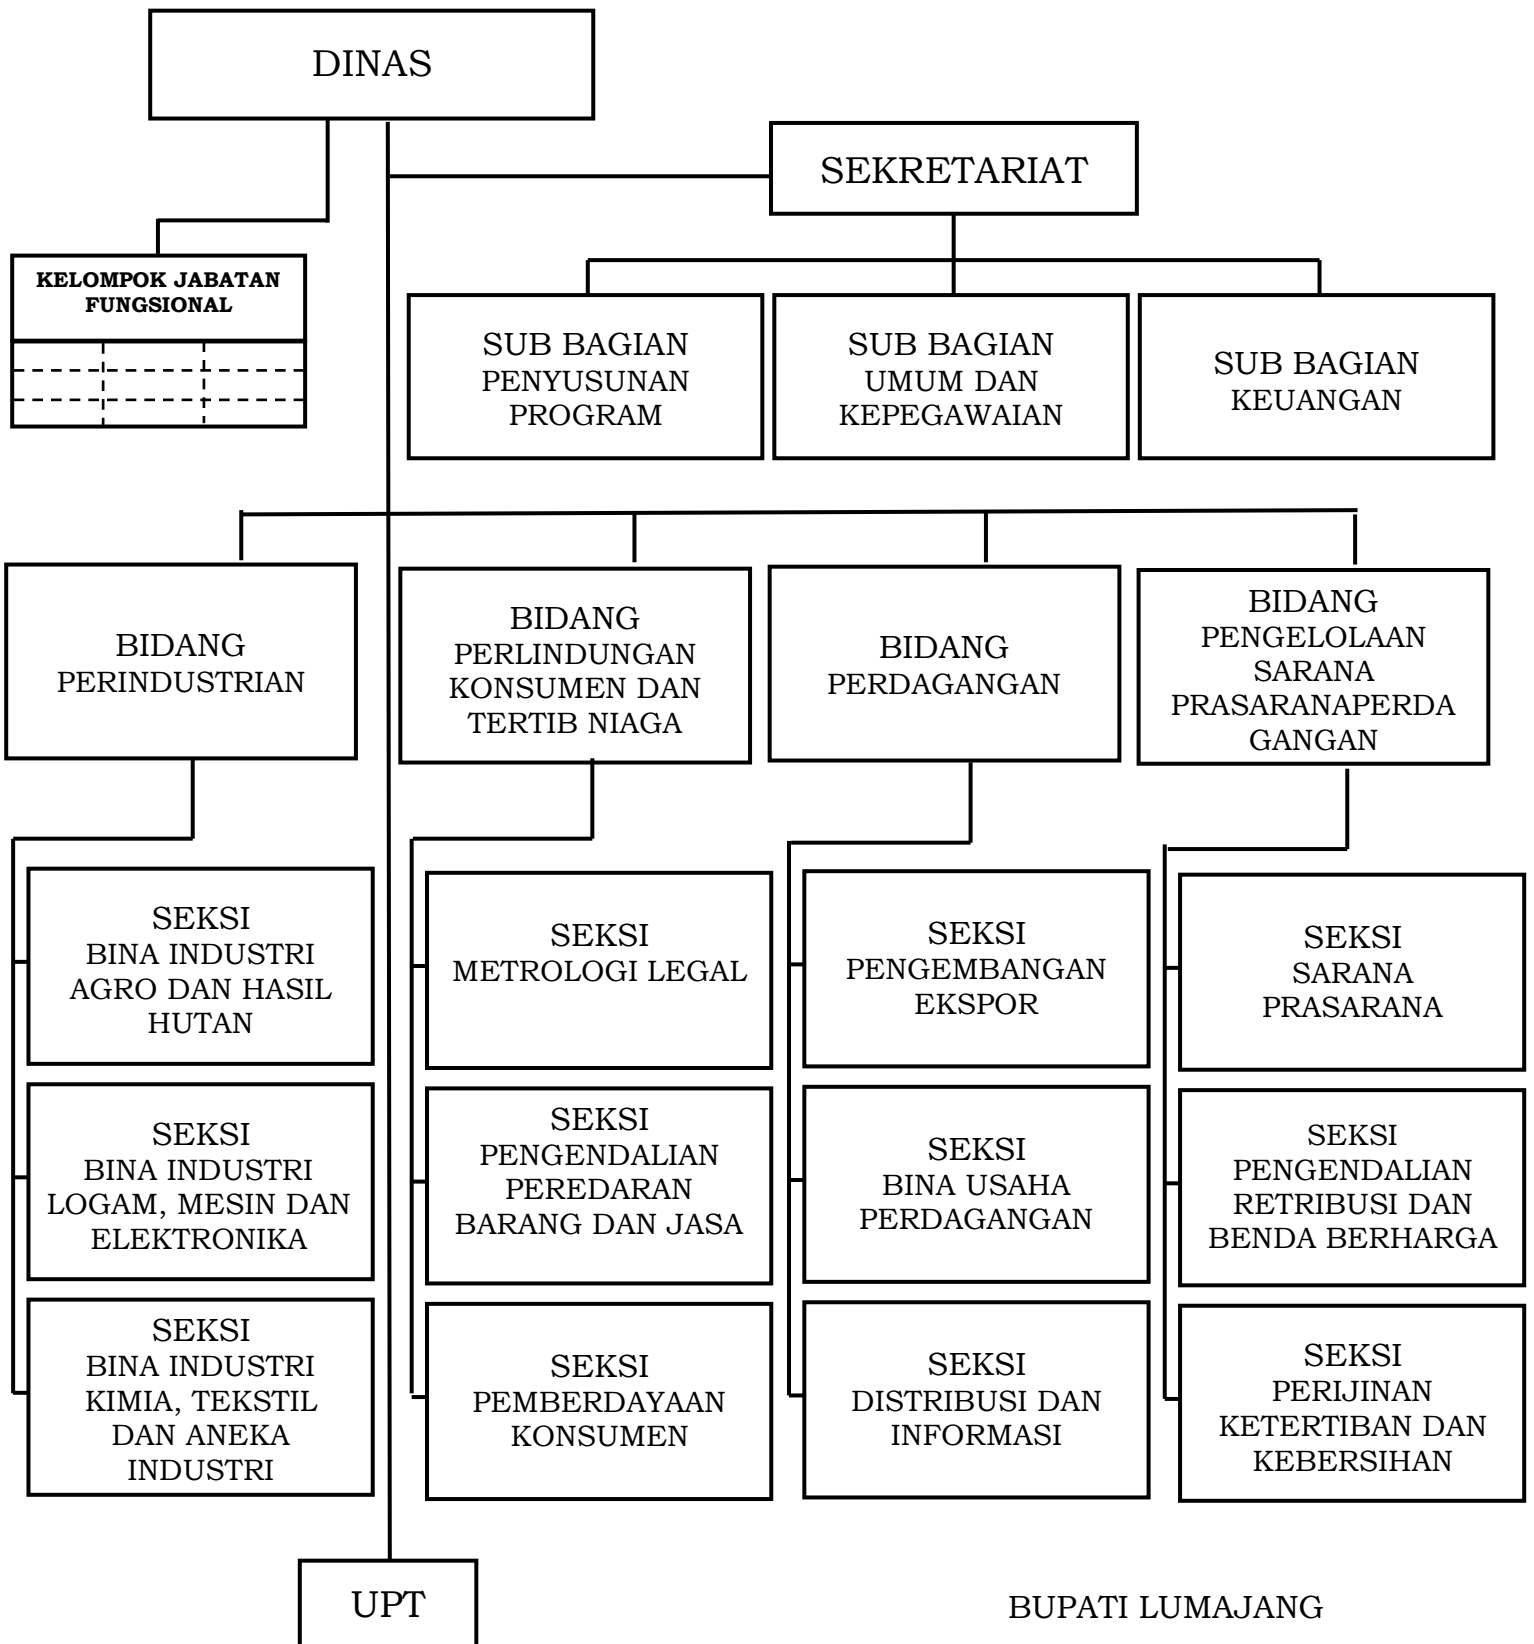 DINAS
SEKRETARIAT
KELOMPOK JABATAN
FUNGSIONAL
SUB BAGIAN
PENYUSUNAN
PROGRAM
SUB BAGIAN
UMUM DAN
KEPEGAWAIAN
SUB BAGIAN
KEUANGAN
BIDANG
PERINDUSTRIAN
BIDANG
PERLINDUNGAN
KONSUMEN DAN
TERTIB NIAGA
BIDANG
PERDAGANGAN
BIDANG
PENGELOLAAN
SARANA
PRASARANAPERDA
GANGAN
SEKSI
BINA INDUSTRI
AGRO DAN HASIL
HUTAN
SEKSI
METROLOGI LEGAL
SEKSI
PENGEMBANGAN
EKSPOR
SEKSI
SARANA
PRASARANA
SEKSI
BINA INDUSTRI
LOGAM, MESIN DAN
ELEKTRONIKA
SEKSI
PENGENDALIAN
PEREDARAN
BARANG DAN JASA
SEKSI
BINA USAHA
PERDAGANGAN
SEKSI
PENGENDALIAN
RETRIBUSI DAN
BENDA BERHARGA
SEKSI
BINA INDUSTRI
KIMIA, TEKSTIL
DAN ANEKA
INDUSTRI
SEKSI
PEMBERDAYAAN
KONSUMEN
SEKSI
DISTRIBUSI DAN
INFORMASI
SEKSI
PERIJINAN
KETERTIBAN DAN
KEBERSIHAN
UPT
BUPATI LUMAJANG